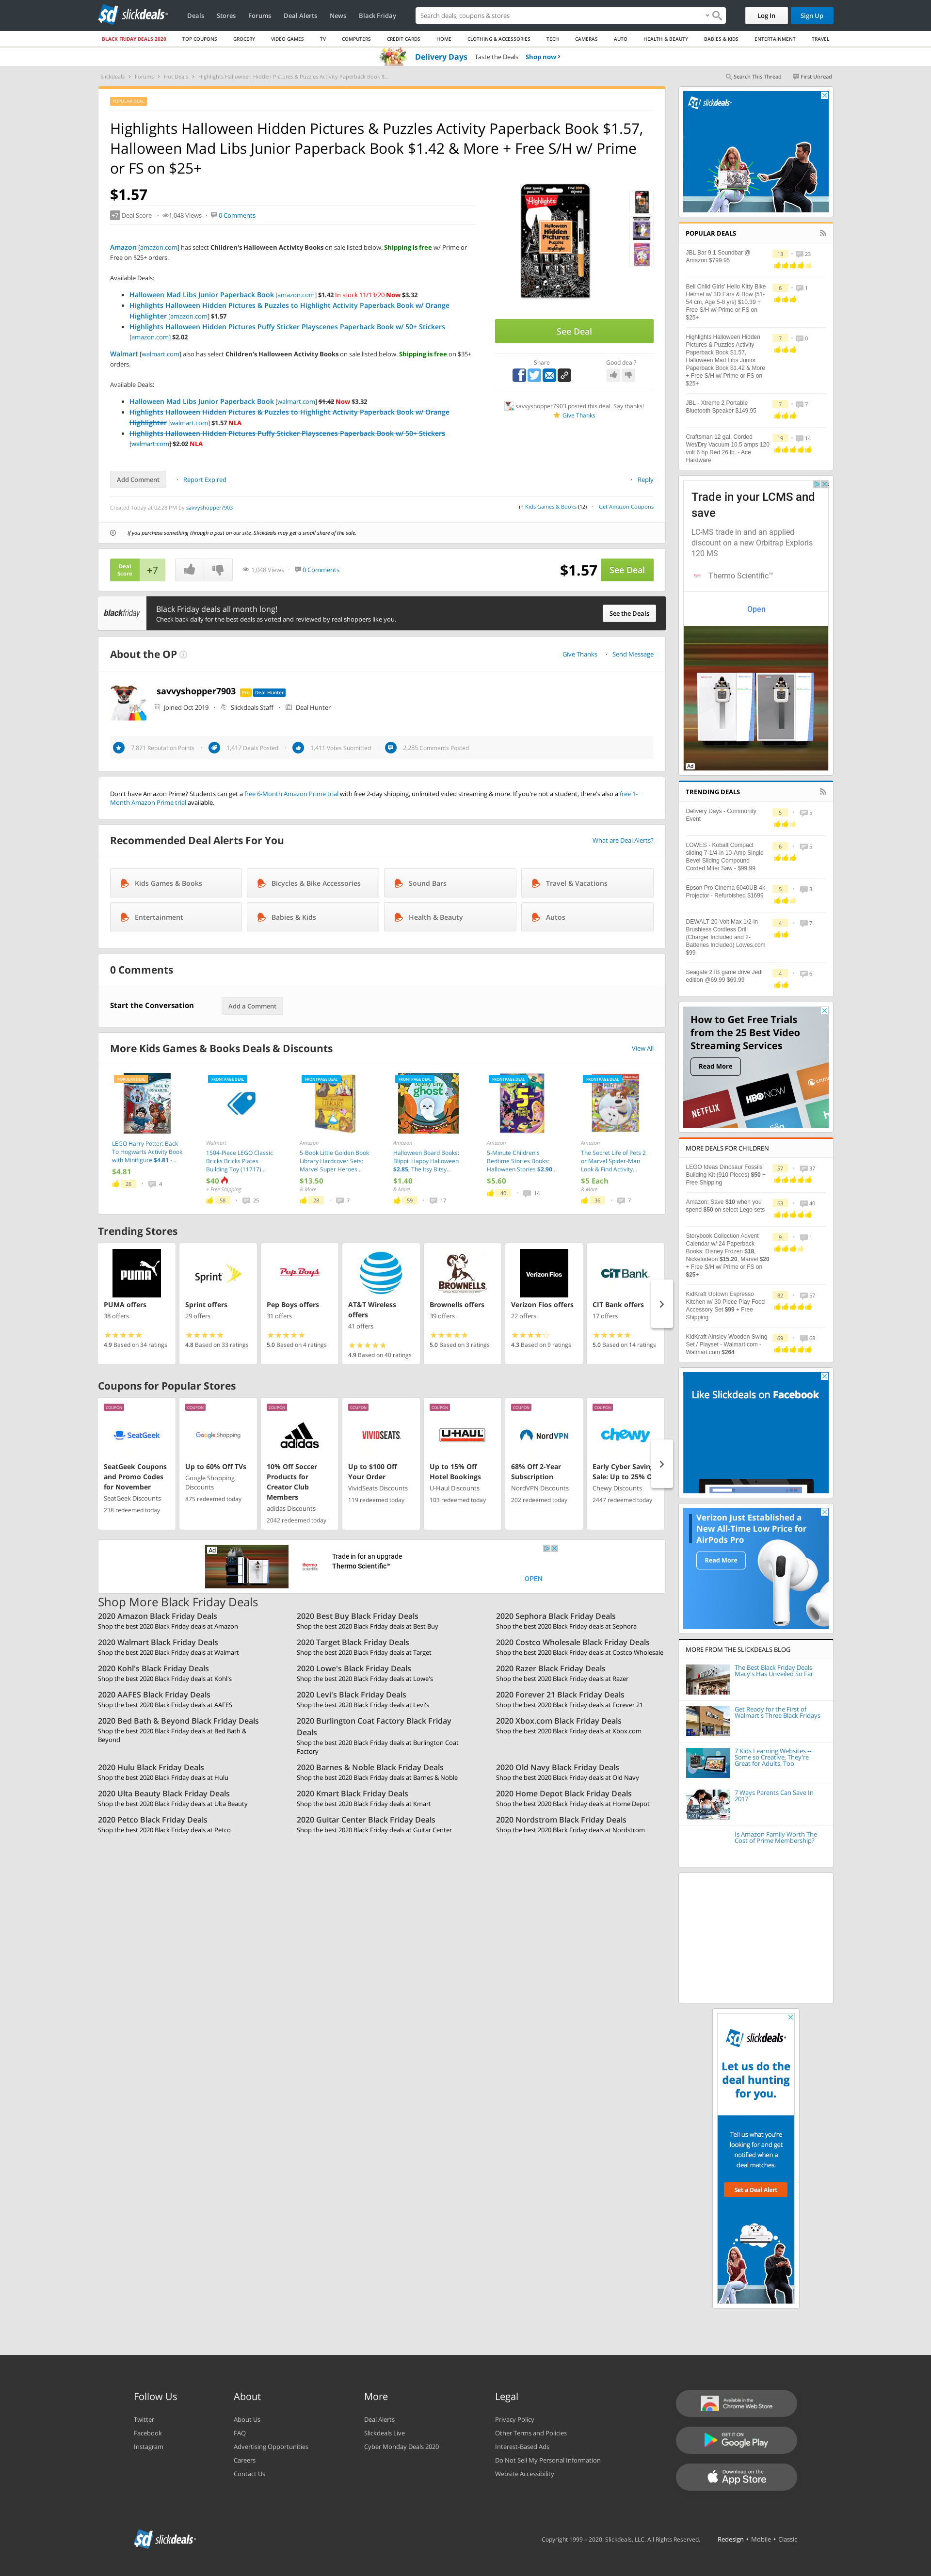 slickdeals
Deals Stores Forums Deal Alerts News Black Friday
Search deals, coupons & stores
Log In
Sign Up
BLACK FRIDAY DEALS 2020 TOP COUPONS GROCERY VIDEO GAMES TV COMPUTERS CREDIT CARDS HOME CLOTHING & ACCESSORIES TECH CAMERAS AUTO HEALTH & BEAUTY BABIES & KIDS ENTERTAINMENT TRAVEL
Delivery Days Taste the Deals Shop now ›
Slickdeals › Forums › Hot Deals › Highlights Halloween Hidden Pictures & Puzzles Activity Paperback Book $...
Search This Thread First Unread
POPULAR DEAL
Highlights Halloween Hidden Pictures & Puzzles Activity Paperback Book $1.57,
Halloween Mad Libs Junior Paperback Book $1.42 & More + Free S/H w/ Prime
or FS on $25+
$1.57
+7 Deal Score 1,048 Views 0 Comments
Amazon [amazon.com] has select Children's Halloween Activity Books on sale listed below. Shipping is free w/ Prime or
Free on $25+ orders.
Available Deals:
Halloween Mad Libs Junior Paperback Book [amazon.com] $1.42 In stock 11/13/20 Now $3.32
Highlights Halloween Hidden Pictures & Puzzles to Highlight Activity Paperback Book w/ Orange
Highlighter [amazon.com] $1.57
Highlights Halloween Hidden Pictures Puffy Sticker Playscenes Paperback Book w/ 50+ Stickers
[amazon.com] $2.02
Walmart [walmart.com] also has select Children's Halloween Activity Books on sale listed below. Shipping is free on $35+
orders.
Available Deals:
Halloween Mad Libs Junior Paperback Book [walmart.com] $1.42 Now $3.32
Highlights Halloween Hidden Pictures & Puzzles to Highlight Activity Paperback Book w/ Orange
Highlighter [walmart.com] $1.57 NLA
Highlights Halloween Hidden Pictures Puffy Sticker Playscenes Paperback Book w/ 50+ Stickers
[walmart.com] $2.02 NLA
Highlights
Halloween
Hidden
Pictures
Puzzles
See Deal
Share
Good deal?
savvyshopper7903 posted this deal. Say thanks!
Give Thanks
Add Comment Report Expired Reply
Created Today at 02:28 PM by savvyshopper7903
in Kids Games & Books (12) Get Amazon Coupons
If you purchase something through a post on our site, Slickdeals may get a small share of the sale.
Deal
Score
+7
1,048 Views 0 Comments
$1.57
See Deal
blackfriday
Black Friday deals all month long!
Check back daily for the best deals as voted and reviewed by real shoppers like you.
See the Deals
About the OP
Give Thanks Send Message
savvyshopper7903 Pro Deal Hunter
Joined Oct 2019 Slickdeals Staff Deal Hunter
7,871 Reputation Points 1,417 Deals Posted 1,411 Votes Submitted 2,285 Comments Posted
Don't have Amazon Prime? Students can get a free 6-Month Amazon Prime trial with free 2-day shipping, unlimited video streaming & more. If you're not a student, there's also a free 1-
Month Amazon Prime trial available.
Recommended Deal Alerts For You
What are Deal Alerts?
Kids Games & Books
Bicycles & Bike Accessories
Sound Bars
Travel & Vacations
Entertainment
Babies & Kids
Health & Beauty
Autos
0 Comments
Start the Conversation
Add a Comment
More Kids Games & Books Deals & Discounts
View All
POPULAR DEAL
LEGO Harry Potter: Back
To Hogwarts Activity Book
with Minifigure $4.81 -...
$4.81
26 4
FRONTPAGE DEAL
Walmart
1504-Piece LEGO Classic
Bricks Bricks Plates
Building Toy (11717)...
$40
+ Free Shipping
58 25
FRONTPAGE DEAL
Amazon
5-Book Little Golden Book
Library Hardcover Sets:
Marvel Super Heroes...
$13.50
& More
28 7
FRONTPAGE DEAL
ghost
Amazon
Halloween Board Books:
Blippi: Happy Halloween
$2.85, The Itsy Bitsy...
$1.40
& More
59 17
FRONTPAGE DEAL
Amazon
5-Minute Children's
Bedtime Stories Books:
Halloween Stories $2.90...
$5.60
40 14
FRONTPAGE DEAL
Amazon
The Secret Life of Pets 2
or Marvel Spider-Man
Look & Find Activity...
$5 Each
& More
36 7
Trending Stores
PUMA
PUMA offers
38 offers
4.9 Based on 34 ratings
Sprint
Sprint offers
29 offers
4.8 Based on 33 ratings
Pep Boys
Pep Boys offers
31 offers
5.0 Based on 4 ratings
AT&T Wireless
offers
41 offers
4.9 Based on 40 ratings
BROWNELLS
Brownells offers
39 offers
5.0 Based on 3 ratings
Verizon Fios
Verizon Fios offers
22 offers
4.3 Based on 9 ratings
CIT Bank
CIT Bank offers
17 offers
5.0 Based on 14 ratings
Coupons for Popular Stores
COUPON
SeatGeek
SeatGeek Coupons
and Promo Codes
for November
SeatGeek Discounts
238 redeemed today
COUPON
Google Shopping
Up to 60% Off TVs
Google Shopping
Discounts
875 redeemed today
COUPON
adidas
10% Off Soccer
Products for
Creator Club
Members
adidas Discounts
2042 redeemed today
COUPON
VIVIDSEATS.
Up to $100 Off
Your Order
VividSeats Discounts
119 redeemed today
COUPON
U-HAUL
Up to 15% Off
Hotel Bookings
U-Haul Discounts
103 redeemed today
COUPON
NordVPN
68% Off 2-Year
Subscription
NordVPN Discounts
202 redeemed today
COUPON
chewy
Early Cyber Saving
Sale: Up to 25% O
Chewy Discounts
2447 redeemed today
Ad
thermo
scientific
Trade in for an upgrade
Thermo Scientific™
OPEN
Shop More Black Friday Deals
2020 Amazon Black Friday Deals
Shop the best 2020 Black Friday deals at Amazon
2020 Best Buy Black Friday Deals
Shop the best 2020 Black Friday deals at Best Buy
2020 Sephora Black Friday Deals
Shop the best 2020 Black Friday deals at Sephora
2020 Walmart Black Friday Deals
Shop the best 2020 Black Friday deals at Walmart
2020 Target Black Friday Deals
Shop the best 2020 Black Friday deals at Target
2020 Costco Wholesale Black Friday Deals
Shop the best 2020 Black Friday deals at Costco Wholesale
2020 Kohl's Black Friday Deals
Shop the best 2020 Black Friday deals at Kohl's
2020 Lowe's Black Friday Deals
Shop the best 2020 Black Friday deals at Lowe's
2020 Razer Black Friday Deals
Shop the best 2020 Black Friday deals at Razer
2020 AAFES Black Friday Deals
Shop the best 2020 Black Friday deals at AAFES
2020 Levi's Black Friday Deals
Shop the best 2020 Black Friday deals at Levi's
2020 Forever 21 Black Friday Deals
Shop the best 2020 Black Friday deals at Forever 21
2020 Bed Bath & Beyond Black Friday Deals
Shop the best 2020 Black Friday deals at Bed Bath &
Beyond
2020 Burlington Coat Factory Black Friday
Deals
Shop the best 2020 Black Friday deals at Burlington Coat
Factory
2020 Xbox.com Black Friday Deals
Shop the best 2020 Black Friday deals at Xbox.com
2020 Hulu Black Friday Deals
Shop the best 2020 Black Friday deals at Hulu
2020 Barnes & Noble Black Friday Deals
Shop the best 2020 Black Friday deals at Barnes & Noble
2020 Old Navy Black Friday Deals
Shop the best 2020 Black Friday deals at Old Navy
2020 Ulta Beauty Black Friday Deals
Shop the best 2020 Black Friday deals at Ulta Beauty
2020 Kmart Black Friday Deals
Shop the best 2020 Black Friday deals at Kmart
2020 Home Depot Black Friday Deals
Shop the best 2020 Black Friday deals at Home Depot
2020 Petco Black Friday Deals
Shop the best 2020 Black Friday deals at Petco
2020 Guitar Center Black Friday Deals
Shop the best 2020 Black Friday deals at Guitar Center
2020 Nordstrom Black Friday Deals
Shop the best 2020 Black Friday deals at Nordstrom
slickdeals
POPULAR DEALS
JBL Bar 9.1 Soundbar @
Amazon $799.95
13 23
Bell Child Girls' Hello Kitty Bike
Helmet w/ 3D Ears & Bow (51-
54 cm, Age 5-8 yrs) $10.39 +
Free S/H w/ Prime or FS on
$25+
6 1
Highlights Halloween Hidden
Pictures & Puzzles Activity
Paperback Book $1.57,
Halloween Mad Libs Junior
Paperback Book $1.42 & More
+ Free S/H w/ Prime or FS on
$25+
7 0
JBL - Xtreme 2 Portable
Bluetooth Speaker $149.95
7 7
Craftsman 12 gal. Corded
Wet/Dry Vacuum 10.5 amps 120
volt 6 hp Red 26 lb. - Ace
Hardware
19 14
Trade in your LCMS and
save
LC-MS trade in and an applied
discount on a new Orbitrap Exploris
120 MS
Thermo Scientific™
Open
Ad
TRENDING DEALS
Delivery Days - Community
Event
5 5
LOWES - Kobalt Compact
sliding 7-1/4-in 10-Amp Single
Bevel Sliding Compound
Corded Miter Saw - $99.99
6 5
Epson Pro Cinema 6040UB 4k
Projector - Refurbished $1699
5 3
DEWALT 20-Volt Max 1/2-in
Brushless Cordless Drill
(Charger Included and 2-
Batteries Included) Lowes.com
$99
4 7
Seagate 2TB game drive Jedi
edition @69.99 $69.99
4 6
How to Get Free Trials
from the 25 Best Video
Streaming Services
Read More
NETFLIX
HBO NOW
MORE DEALS FOR CHILDREN
LEGO Ideas Dinosaur Fossils
Building Kit (910 Pieces) $50 +
Free Shipping
57 37
Amazon: Save $10 when you
spend $50 on select Lego sets
63 40
Storybook Collection Advent
Calendar w/ 24 Paperback
Books: Disney Frozen $18,
Nickelodeon $15.20, Marvel $20
+ Free S/H w/ Prime or FS on
$25+
9 1
KidKraft Uptown Espresso
Kitchen w/ 30 Piece Play Food
Accessory Set $99 + Free
Shipping
82 57
KidKraft Ainsley Wooden Swing
Set / Playset - Walmart.com -
Walmart.com $264
69 68
Like Slickdeals on Facebook
Verizon Just Established a
New All-Time Low Price for
AirPods Pro
Read More
MORE FROM THE SLICKDEALS BLOG
The Best Black Friday Deals
Macy's Has Unveiled So Far
Get Ready for the First of
Walmart's Three Black Fridays
7 Kids Learning Websites —
Some so Creative, They're
Great for Adults, Too
7 Ways Parents Can Save In
2017
Is Amazon Family Worth The
Cost of Prime Membership?
slickdeals
Let us do the
deal hunting
for you.
Tell us what you're
looking for and get
notified when a
deal matches.
Set a Deal Alert
Follow Us
Twitter
Facebook
Instagram
About
About Us
FAQ
Advertising Opportunities
Careers
Contact Us
More
Deal Alerts
Slickdeals Live
Cyber Monday Deals 2020
Legal
Privacy Policy
Other Terms and Policies
Interest-Based Ads
Do Not Sell My Personal Information
Website Accessibility
Available in the
Chrome Web Store
GET IT ON
Google Play
Download on the
App Store
slickdeals
Copyright 1999 - 2020. Slickdeals, LLC. All Rights Reserved. Redesign • Mobile • Classic